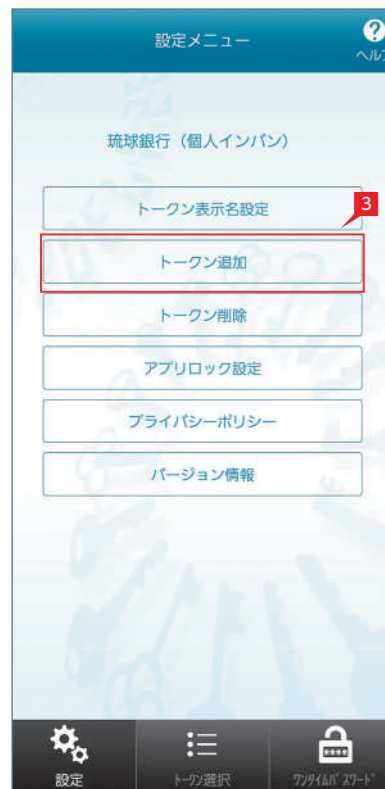 設定メニュー
?
ヘルプ
琉球銀行（個人インバン）
トークン表示名設定
3
トークン追加
トークン削除
アプリロック設定
プライバシーポリシー
バージョン情報
設定
トークン選択
ワンタイムパスワード